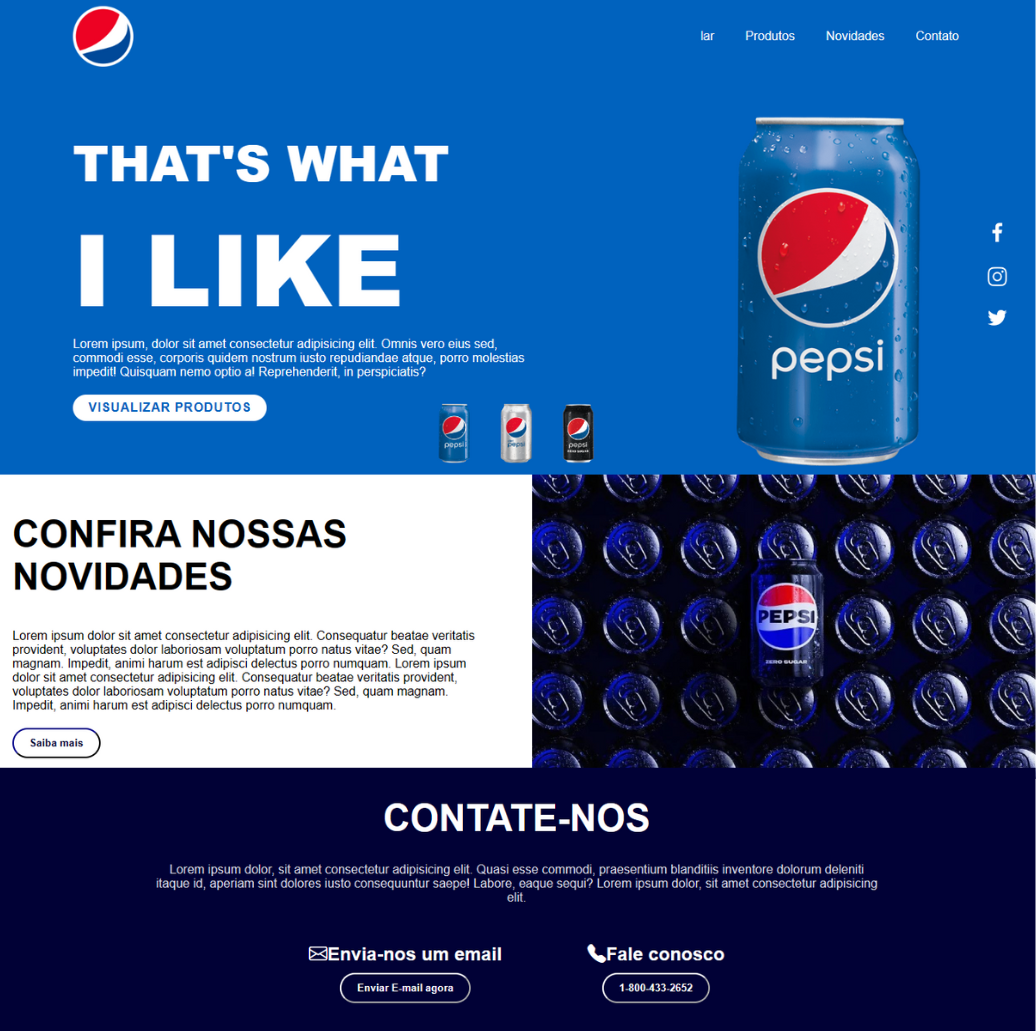 lar
Produtos
Novidades
Contato
THAT'S WHAT
I LIKE
pepsi
Lorem ipsum, dolor sit amet consectetur adipisicing elit. Omnis vero eius sed,
commodi esse, corporis quidem nostrum iusto repudiandae atque, porro molestias
impedit! Quisquam nemo optio a! Reprehenderit, in perspiciatis?
VISUALIZAR PRODUTOS
pepsi
pepsi
pepsi
CONFIRA NOSSAS
NOVIDADES
PEPSI
ZERO SUGAR
Lorem ipsum dolor sit amet consectetur adipisicing elit. Consequatur beatae veritatis
provident, voluptates dolor laboriosam voluptatum porro natus vitae? Sed, quam
magnam. Impedit, animi harum est adipisci delectus porro numquam. Lorem ipsum
dolor sit amet consectetur adipisicing elit. Consequatur beatae veritatis provident,
voluptates dolor laboriosam voluptatum porro natus vitae? Sed, quam magnam.
Impedit, animi harum est adipisci delectus porro numquam.
Saiba mais
CONTATE-NOS
Lorem ipsum dolor, sit amet consectetur adipisicing elit. Quasi esse commodi, praesentium blanditiis inventore dolorum deleniti
itaque id, aperiam sint dolores iusto consequuntur saepe! Labore, eaque sequi? Lorem ipsum dolor, sit amet consectetur adipisicing
elit.
Envia-nos um email
Enviar E-mail agora
Fale conosco
1-800-433-2652